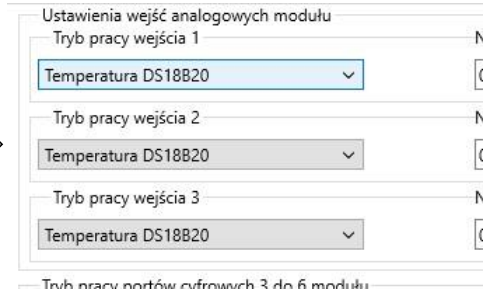 Ustawienia wejść analogowych modułu
Tryb pracy wejścia 1
Temperatura DS18B20
Tryb pracy wejścia 2
Temperatura DS18B20
Tryb pracy wejścia 3
Temperatura DS18B20
Tryb pracy portów cyfrowych 3 do 6 modułu